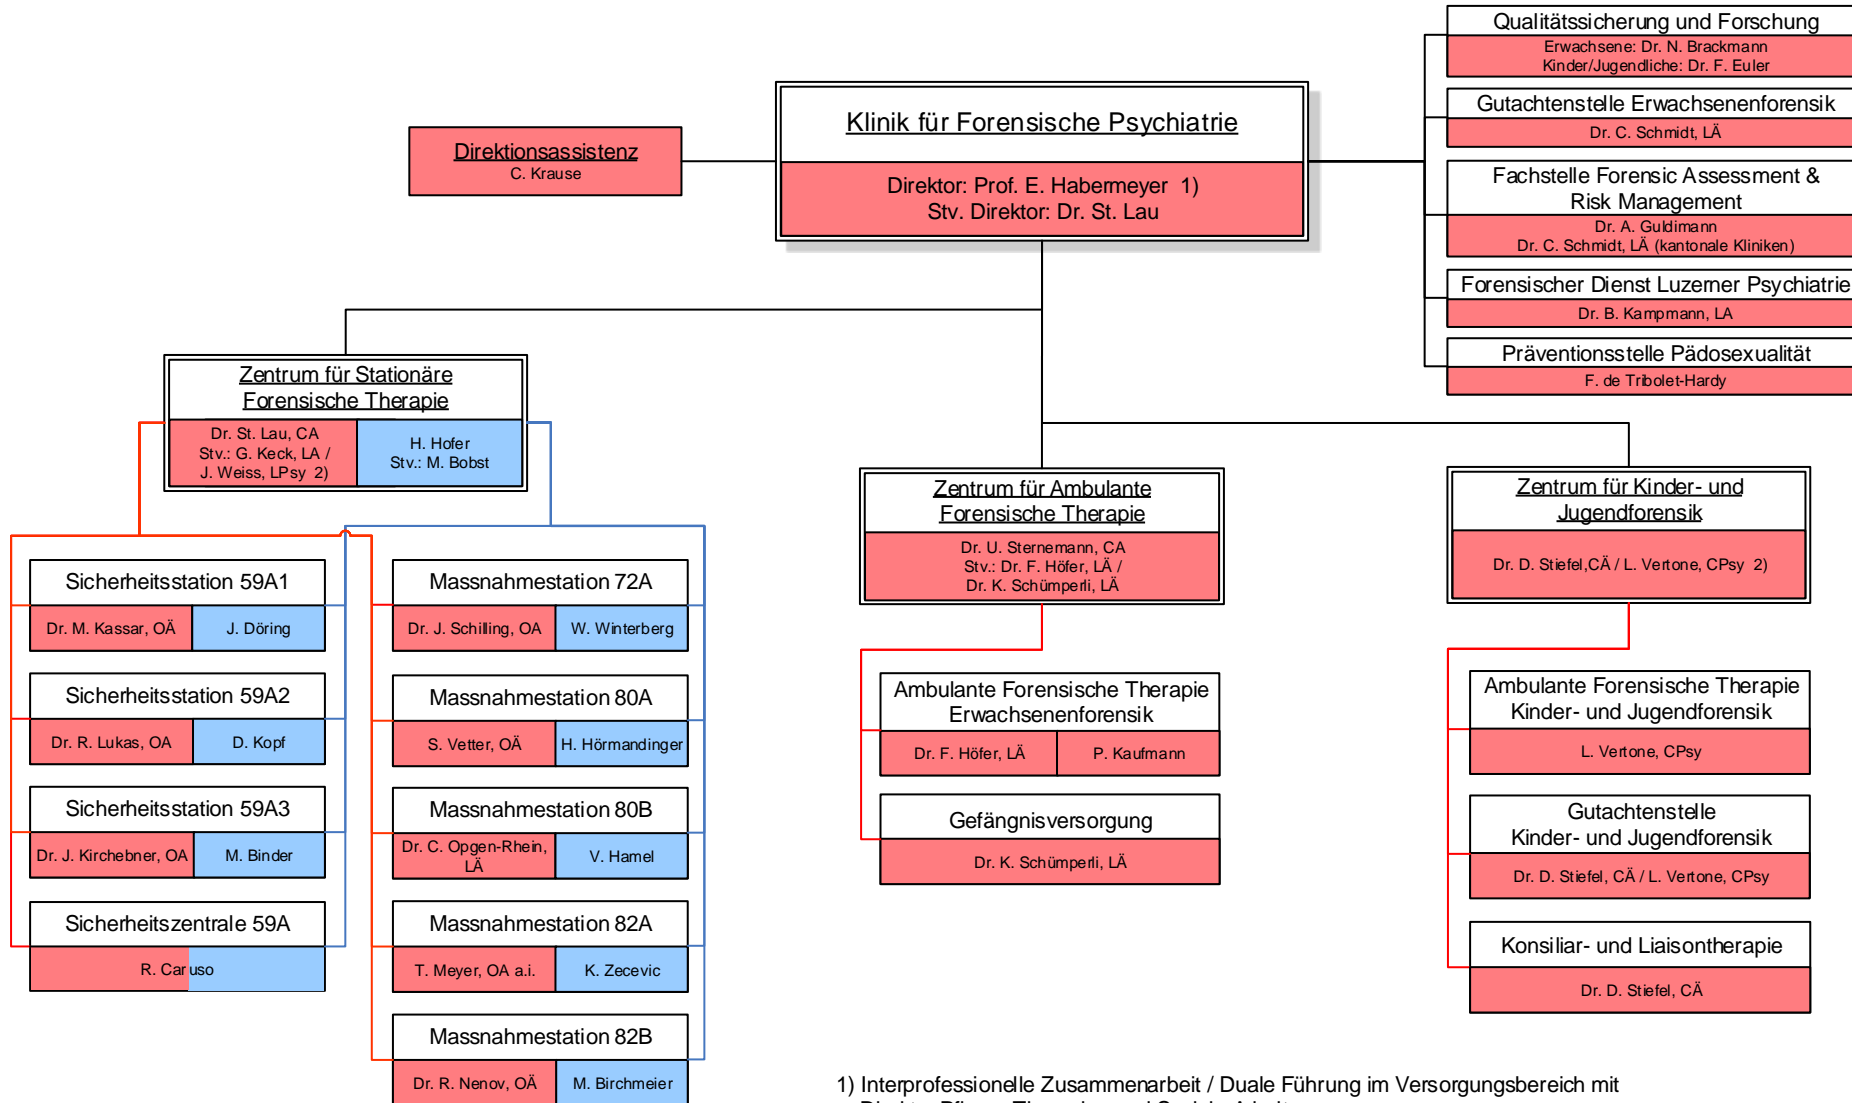 Qualitätssicherung und Forschung
Erwachsene: Dr. N. Brackmann
Kinder/Jugendliche: Dr. F. Euler
Gutachtenstelle Erwachsenenforensik
Dr. C. Schmidt, LÄ
Fachstelle Forensic Assessment &
Risk Management
Dr. A. Guldimann
Dr. C. Schmidt, LÄ (kantonale Kliniken)
Forensischer Dienst Luzerner Psychiatrie
Dr. B. Kampmann, LA
Präventionsstelle Pädosexualität
F. de Tribolet-Hardy
Klinik für Forensische Psychiatrie
Direktor: Prof. E. Habermeyer 1)
Stv. Direktor: Dr. St. Lau
Direktionsassistenz
C. Krause
Zentrum für Stationäre
Forensische Therapie
Dr. St. Lau, CA
Stv.: G. Keck, LA /
J. Weiss, LPsy 2)
H. Hofer
Stv.: M. Bobst
Sicherheitsstation 59A1
Dr. M. Kassar, OÄ
J. Döring
Sicherheitsstation 59A2
Dr. R. Lukas, OA
D. Kopf
Sicherheitsstation 59A3
Dr. J. Kirchebner, OA
M. Binder
Sicherheitszentrale 59A
R. Caruso
Massnahmestation 72A
Dr. J. Schilling, OA
W. Winterberg
Massnahmestation 80A
S. Vetter, OÄ
H. Hörmandinger
Massnahmestation 80B
Dr. C. Opgen-Rhein,
LÄ
V. Hamel
Massnahmestation 82A
T. Meyer, OA a.i.
K. Zecevic
Massnahmestation 82B
Dr. R. Nenov, OÄ
M. Birchmeier
Zentrum für Ambulante
Forensische Therapie
Dr. U. Sternemann, CA
Stv.: Dr. F. Höfer, LÄ /
Dr. K. Schümperli, LÄ
Ambulante Forensische Therapie
Erwachsenenforensik
Dr. F. Höfer, LÄ
P. Kaufmann
Gefängnisversorgung
Dr. K. Schümperli, LÄ
Zentrum für Kinder- und
Jugendforensik
Dr. D. Stiefel,CÄ / L. Vertone, CPsy 2)
Ambulante Forensische Therapie
Kinder- und Jugendforensik
L. Vertone, CPsy
Gutachtenstelle
Kinder- und Jugendforensik
Dr. D. Stiefel, CÄ / L. Vertone, CPsy
Konsiliar- und Liaisontherapie
Dr. D. Stiefel, CÄ
1) Interprofessionelle Zusammenarbeit / Duale Führung im Versorgungsbereich mit